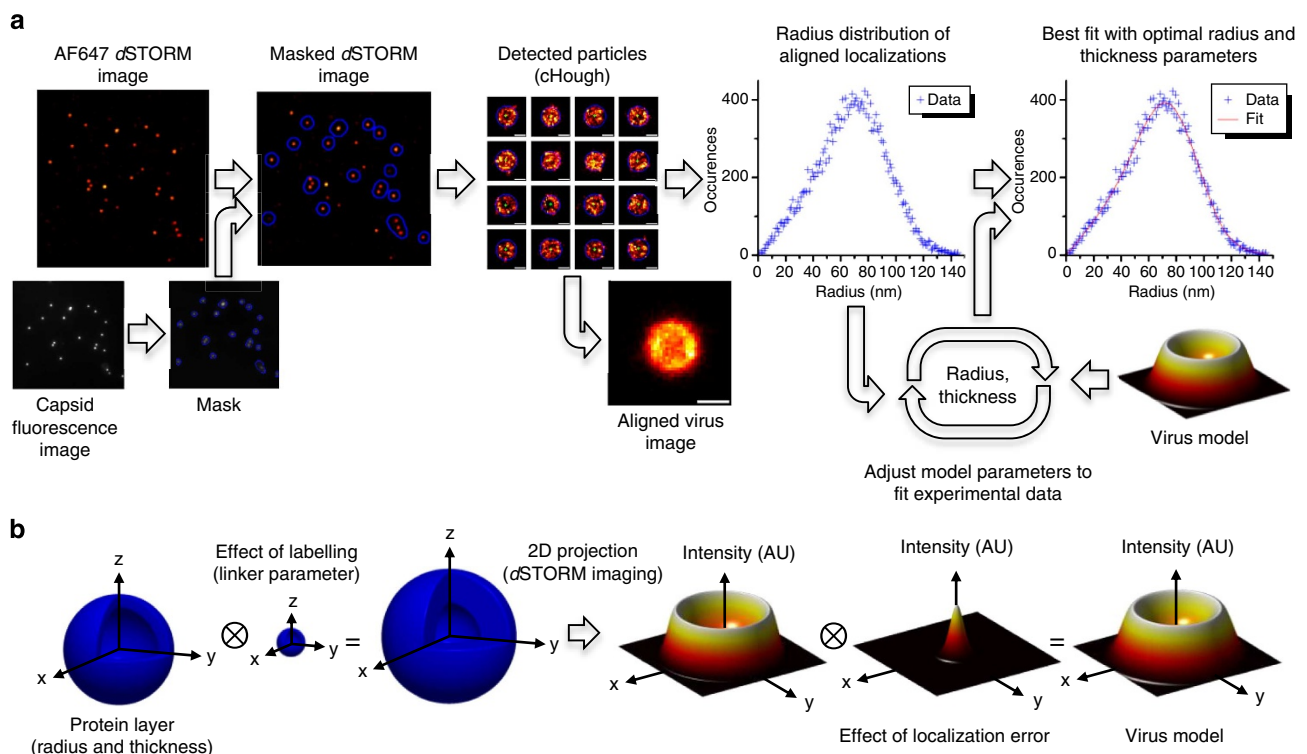 a
AF647 dSTORM
image
Masked dSTORM
image
Detected particles
(cHough)
Radius distribution of
aligned localizations
Best fit with optimal radius and
thickness parameters
400
200
0
Occurences
0 20 40 60 80 100 120 140
Radius (nm)
Data
400
200
0
Occurences
0 20 40 60 80 100 120 140
Radius (nm)
Data
Fit
Capsid
fluorescence
image
Mask
Aligned virus
image
Radius,
thickness
Virus model
Adjust model parameters to
fit experimental data
b
z
y
x
Protein layer
(radius and thickness)
⊗
Effect of labelling
(linker parameter)
z
y
x
=
z
y
x
2D projection
(dSTORM imaging)
Intensity (AU)
x
y
⊗
Intensity (AU)
x
y
Effect of localization error
=
Intensity (AU)
x
y
Virus model